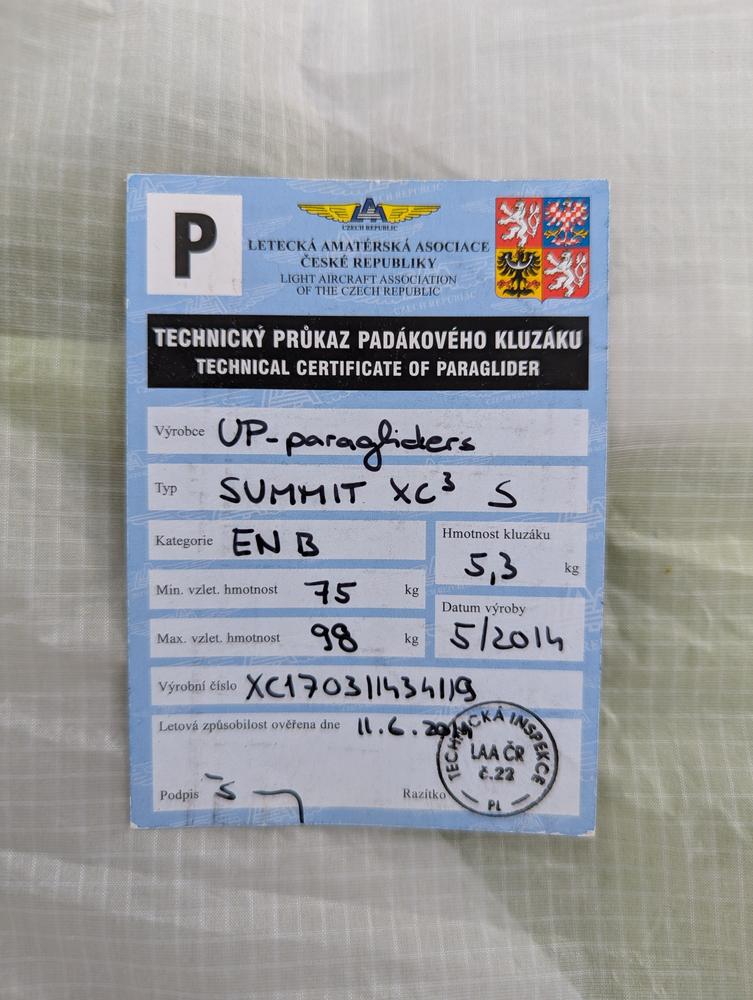 P
CZECH REPUBLIC
LETECKÁ AMATÉRSKÁ ASOCIACE
ČESKÉ REPUBLIKY
LIGHT AIRCRAFT ASSOCIATION
OF THE CZECH REPUBLIC
TECHNICKÝ PRŮKAZ PADÁKOVÉHO KLUZÁKU
TECHNICAL CERTIFICATE OF PARAGLIDER
Výrobce UP-paragliders
Typ SUMMIT XC³ S
Kategorie EN B
Hmotnost kluzáku
5,3 kg
Min. vzlet. hmotnost 75 kg
Datum výroby
5/2014
Max. vzlet. hmotnost 98 kg
Výrobní číslo
Letová způsobilost ověřena dne 11.6.
TECHNICKÁ INSPEKCE
LAA ČR
č.22
PL
Podpis
Razítko